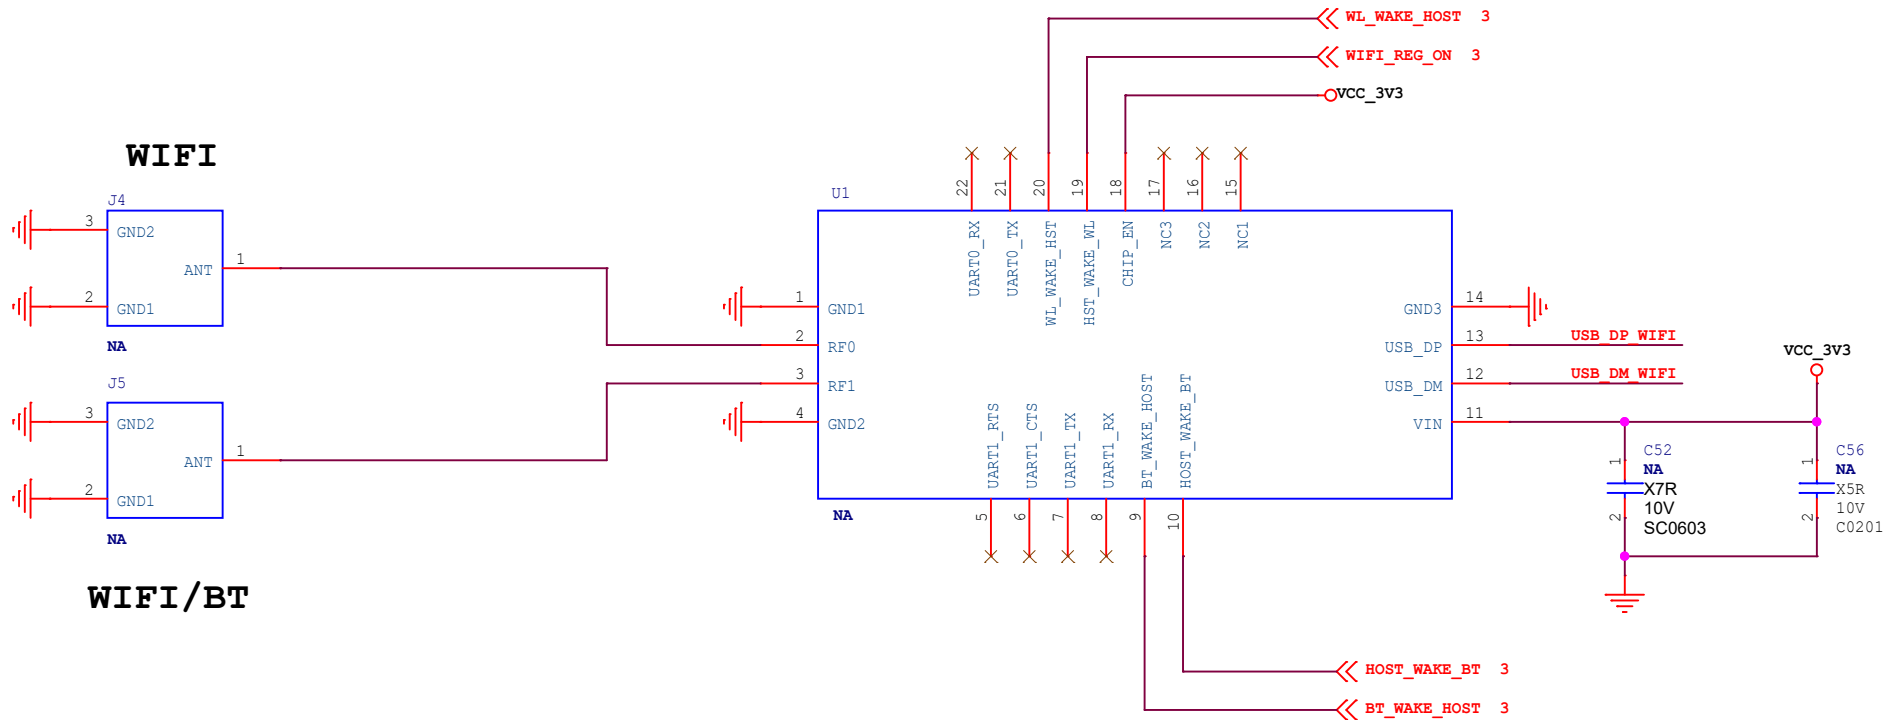 WL_WAKE_HOST 3
WIFI_REG_ON 3
VCC_3V3
WIFI
J4
3
GND2
ANT
1
2
GND1
NA
J5
3
GND2
ANT
1
2
GND1
NA
WIFI/BT
U1
22
21
20
19
18
17
16
15
UART0_RX
UART0_TX
WL_WAKE_HST
HST_WAKE_WL
CHIP_EN
NC3
NC2
NC1
1
GND1
2
RF0
3
RF1
4
GND2
GND3
14
USB_DP
13
USB_DP_WIFI
USB_DM
12
USB_DM_WIFI
VIN
11
VCC_3V3
UART1_RTS
UART1_CTS
UART1_TX
UART1_RX
BT_WAKE_HOST
HOST_WAKE_BT
NA
5
6
7
8
9
10
1
2
C52
NA
X7R
10V
SC0603
1
2
C56
NA
X5R
10V
C0201
HOST_WAKE_BT 3
BT_WAKE_HOST 3